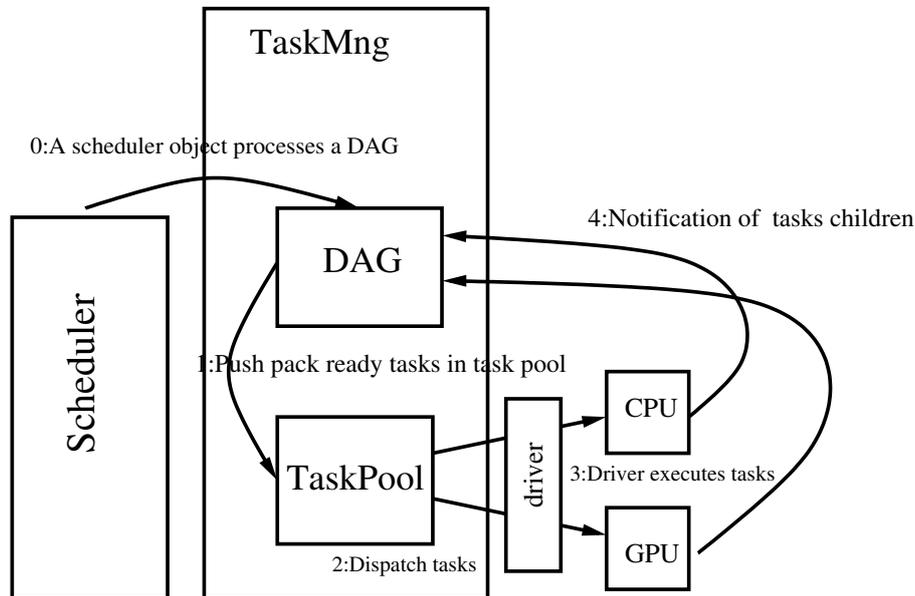 TaskMng
0:A scheduler object processes a DAG
4:Notification of tasks children
DAG
Scheduler
1:Push pack ready tasks in task pool
CPU
driver
3:Driver executes tasks
TaskPool
GPU
2:Dispatch tasks